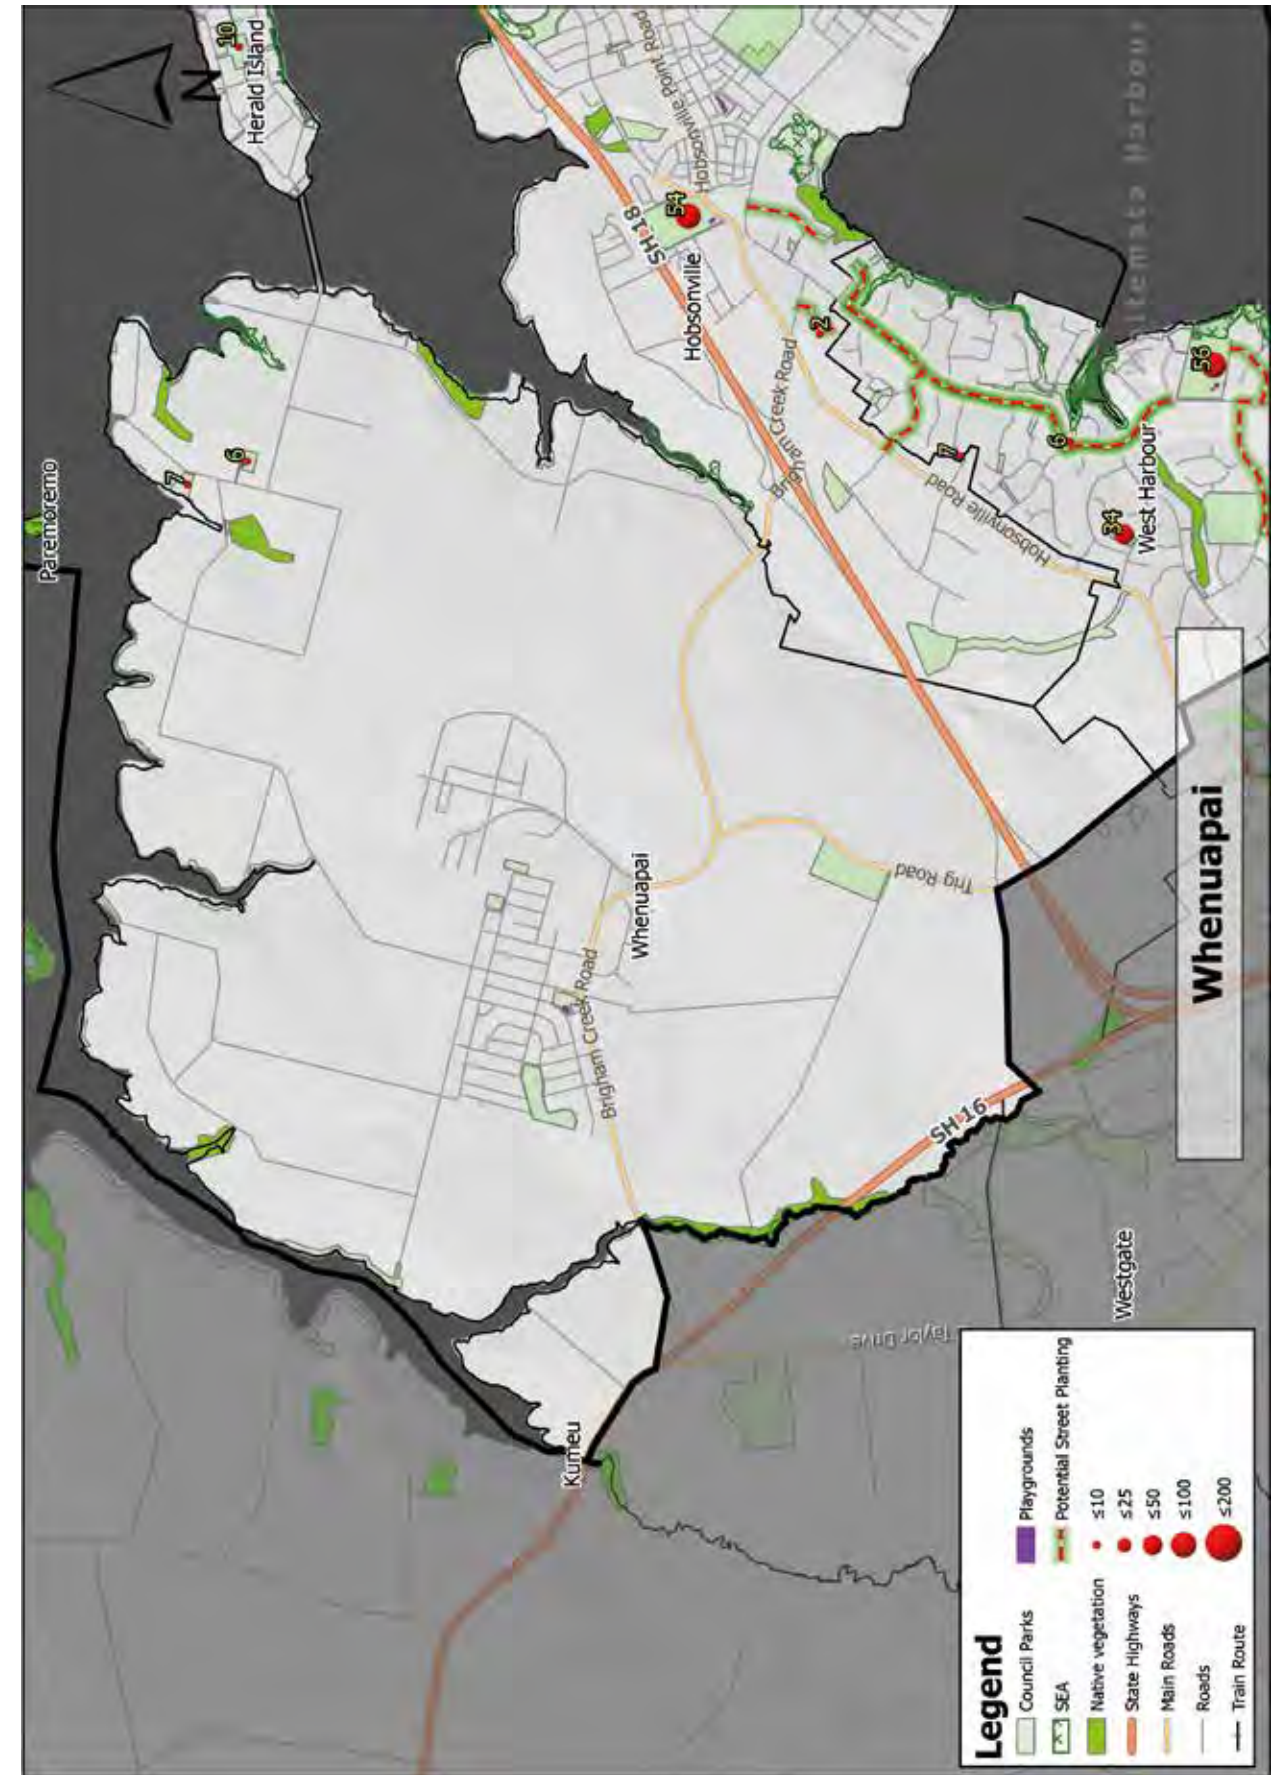 N
Paremoremo
10
Herald Island
7
6
Hobsonville Point Road
SH 18
54
Hobsonville
2
Brigham Creek Road
Hobsonville Road
Hobsonville
7
6
34
West Harbour
56
Harbour
Whenuapai
Brigham Creek Road
Trig Road
SH 16
Kumeu
Taylor Drive
Westgate
Whenuapai
Legend
Council Parks
SEA
Native vegetation
State Highways
Main Roads
Roads
Train Route
Playgrounds
Potential Street Planting
≤10
≤25
≤50
≤100
≤200